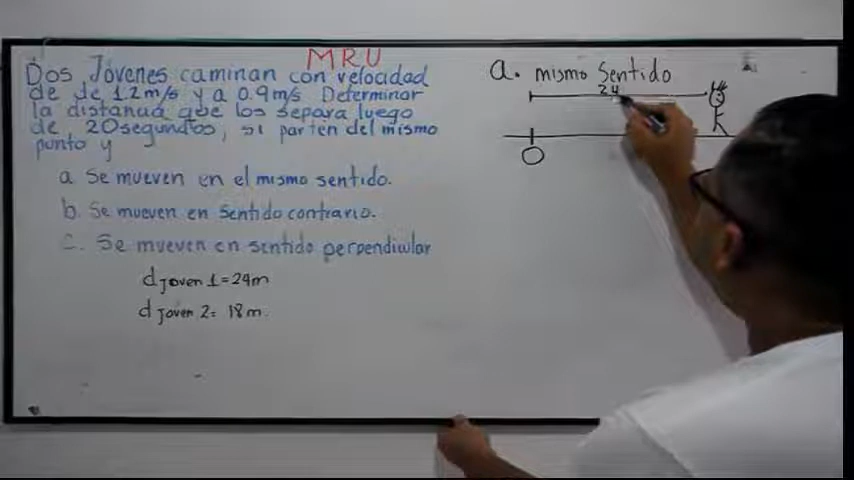 MRU
Dos Jóvenes caminan con velocidad
de de 1.2m/s y a 0.9m/s Determinar
la distancia que los separa luego
de 20segundos, si parten del mismo
punto y
a. Se mueven en el mismo sentido.
b. Se mueven en sentido contrario.
c. Se mueven en sentido perpendicular
d joven 1=24m
d joven 2= 18m.
a. mismo Sentido
24
O